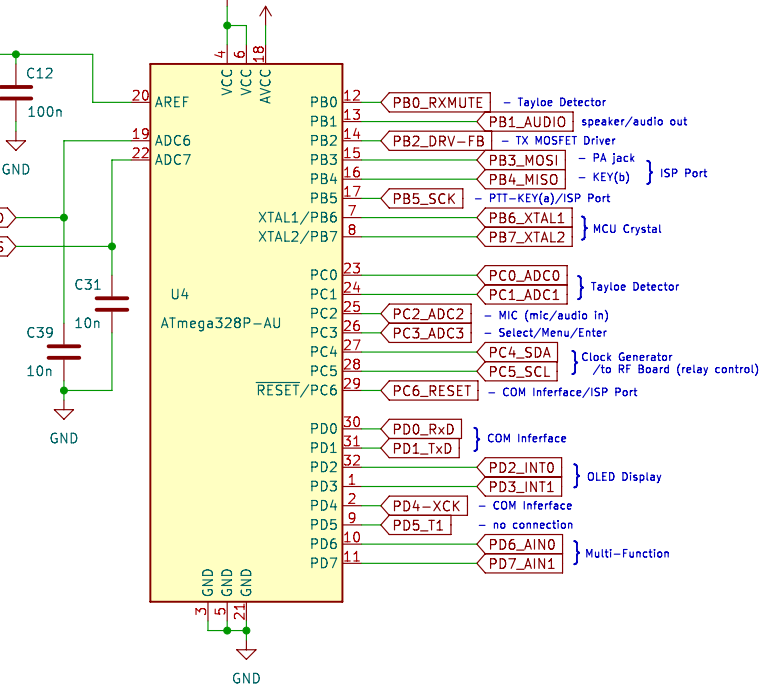 4
6
18
VCC
VCC
AVCC
C12
100n
GND
20
AREF
19
ADC6
22
ADC7
C31
10n
C39
10n
GND
U4
ATmega328P-AU
PB0 12 PB0_RXMUTE - Tayloe Detector
PB1 13 PB1_AUDIO speaker/audio out
PB2 14 PB2_DRV-FB - TX MOSFET Driver
PB3 15 PB3_MOSI - PA jack
PB4 16 PB4_MISO - KEY(b)
} ISP Port
PB5 17 PB5_SCK - PTT-KEY(a)/ISP Port
XTAL1/PB6 7 PB6_XTAL1
XTAL2/PB7 8 PB7_XTAL2
} MCU Crystal
PC0 23 PC0_ADC0
PC1 24 PC1_ADC1
} Tayloe Detector
PC2 25 PC2_ADC2 - MIC (mic/audio in)
PC3 26 PC3_ADC3 - Select/Menu/Enter
PC4 27 PC4_SDA
PC5 28 PC5_SCL
} Clock Generator
/to RF Board (relay control)
RESET/PC6 29 PC6_RESET - COM Inferface/ISP Port
PD0 30 PD0_RxD
PD1 31 PD1_TxD
} COM Inferface
PD2 32 PD2_INT0
PD3 1 PD3_INT1
} OLED Display
PD4 2 PD4-XCK - COM Inferface
PD5 9 PD5_T1 - no connection
PD6 10 PD6_AIN0
PD7 11 PD7_AIN1
} Multi-Function
GND
GND
GND
3
5
21
GND